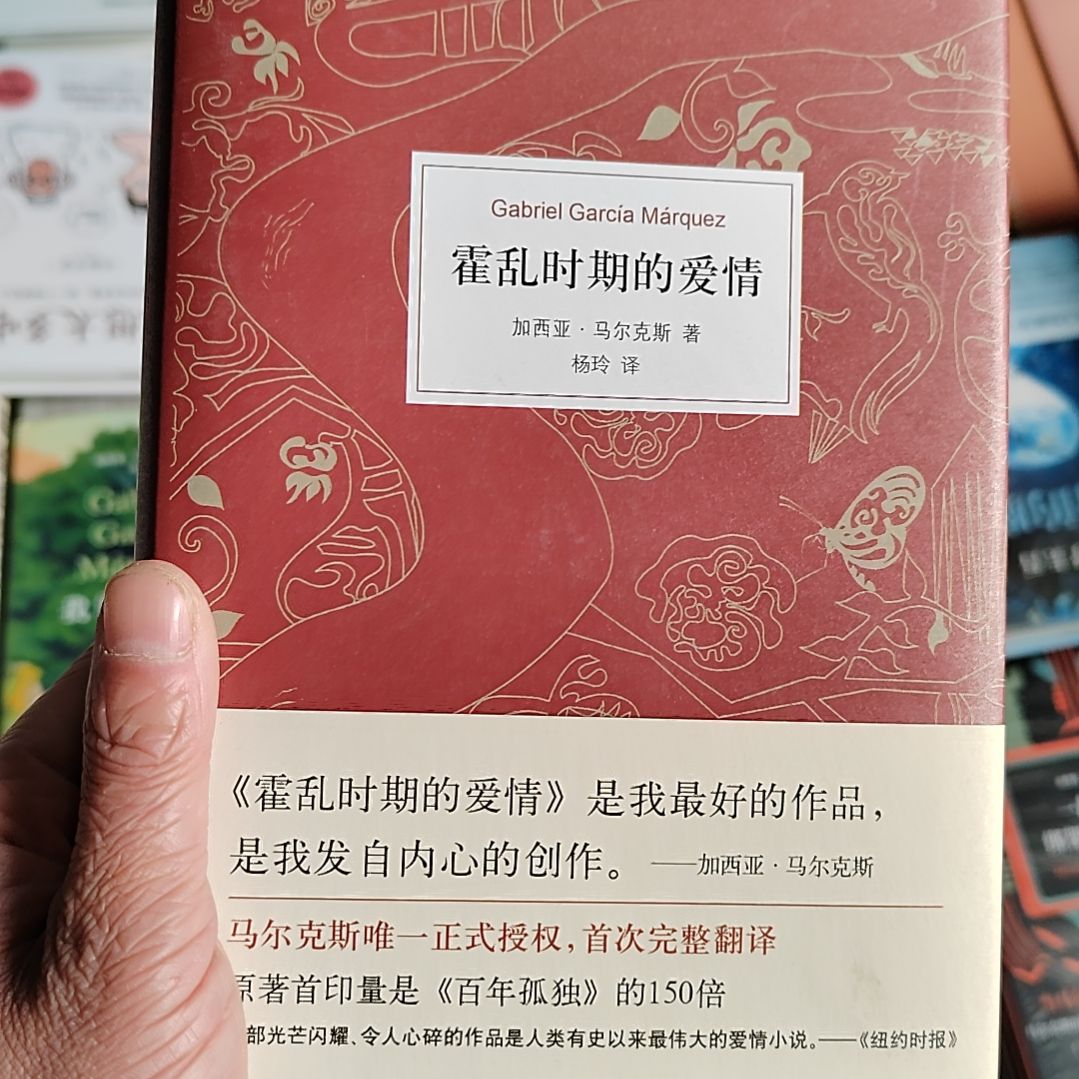 Gabriel García Márquez
霍乱时期的爱情
加西亚·马尔克斯 著
杨玲 译
《霍乱时期的爱情》是我最好的作品，
是我发自内心的创作。——加西亚·马尔克斯
马尔克斯唯一正式授权，首次完整翻译
原著首印量是《百年孤独》的150倍
部光芒闪耀、令人心碎的作品是人类有史以来最伟大的爱情小说。——《纽约时报》